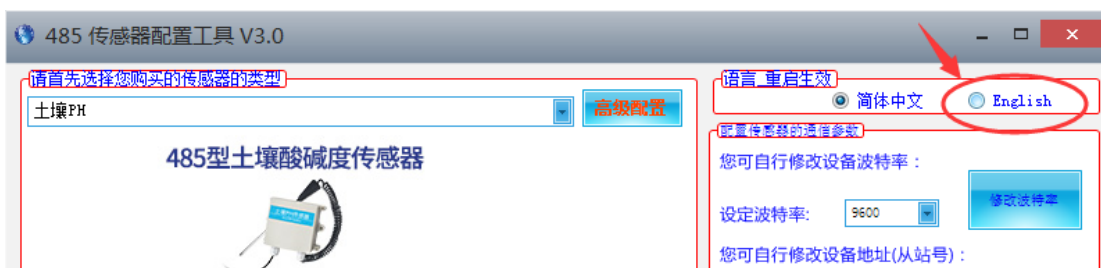 485 传感器配置工具 V3.0
请首先选择您购买的传感器的类型
土壤PH
高级配置
485型土壤酸碱度传感器
语言_重启生效
简体中文
English
配置传感器的通信参数
您可自行修改设备波特率：
设定波特率:
9600
修改波特率
您可自行修改设备地址(从站号)：